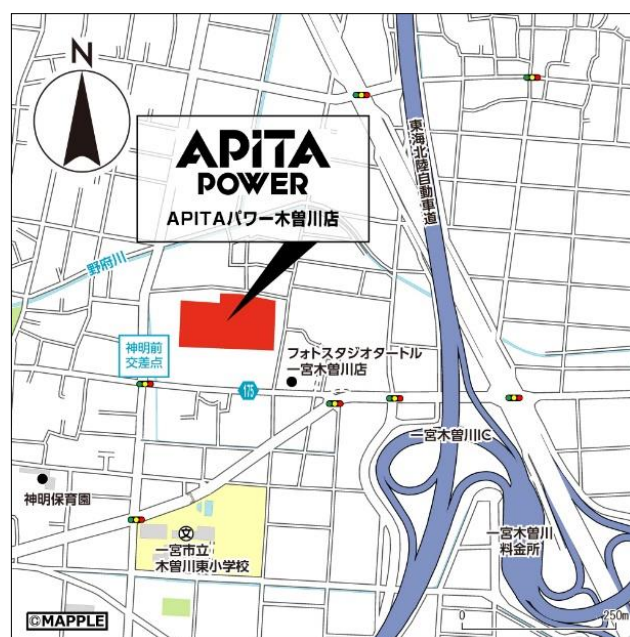 N
APiTA
POWER
APITAパワー木曽川店
東海北陸自動車道
野府川
神明前
交差点
フォトスタジオタートル
一宮木曽川店
175
一宮木曽川IC
神明保育園
文
一宮市立
木曽川東小学校
一宮木曽川
料金所
©MAPPLE
0 250m